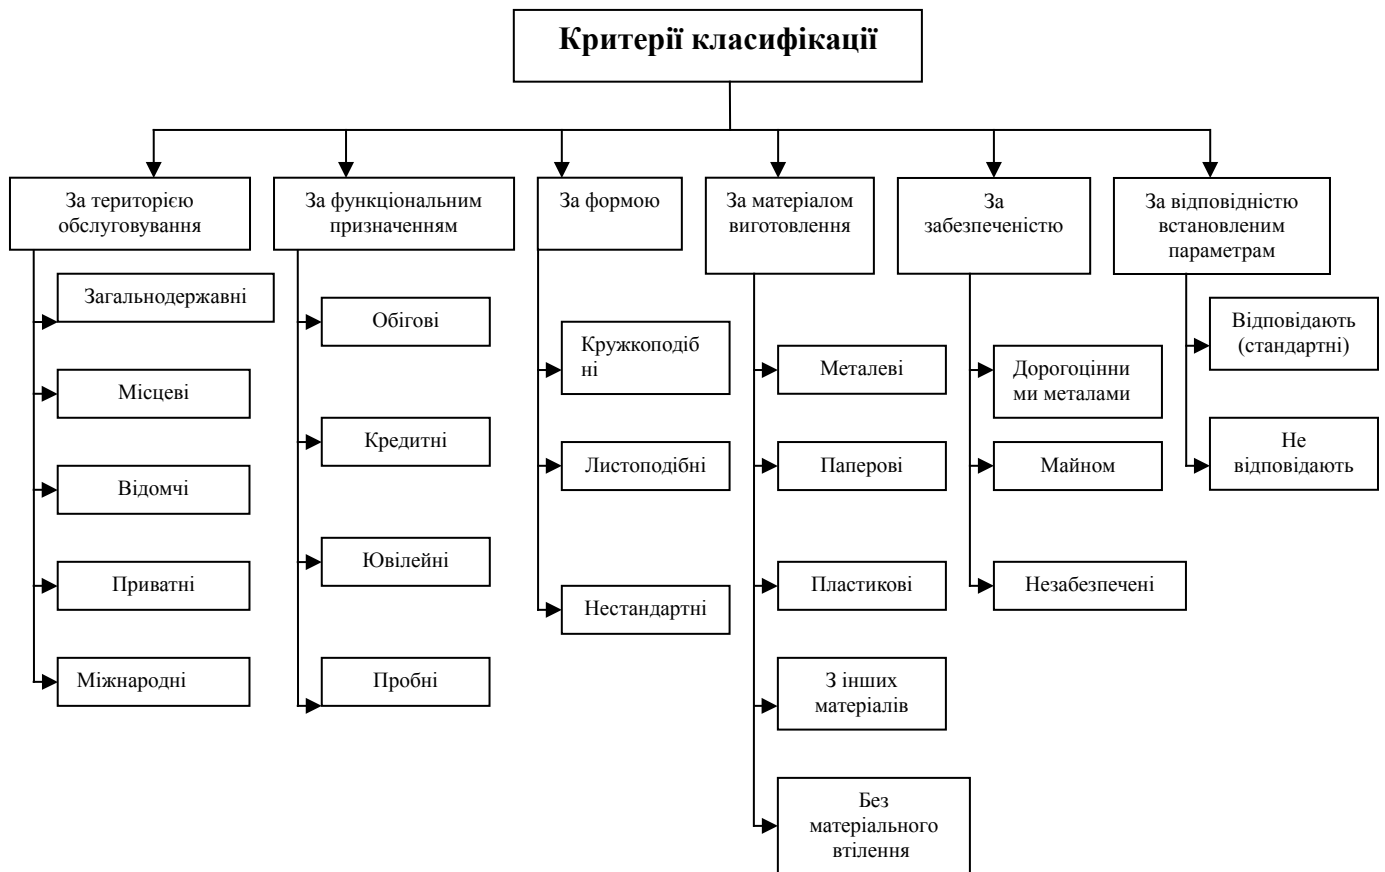 Критерії класифікації
За територією
обслуговування
За функціональним
призначенням
За формою
За матеріалом
виготовлення
За
забезпеченістю
За відповідністю
встановленим
параметрам
Загальнодержавні
Місцеві
Відомчі
Приватні
Міжнародні
Обігові
Кредитні
Ювілейні
Пробні
Кружкоподіб
ні
Листоподібні
Нестандартні
Металеві
Паперові
Пластикові
З інших
матеріалів
Без
матеріального
втілення
Дорогоцінни
ми металами
Майном
Незабезпечені
Відповідають
(стандартні)
Не
відповідають